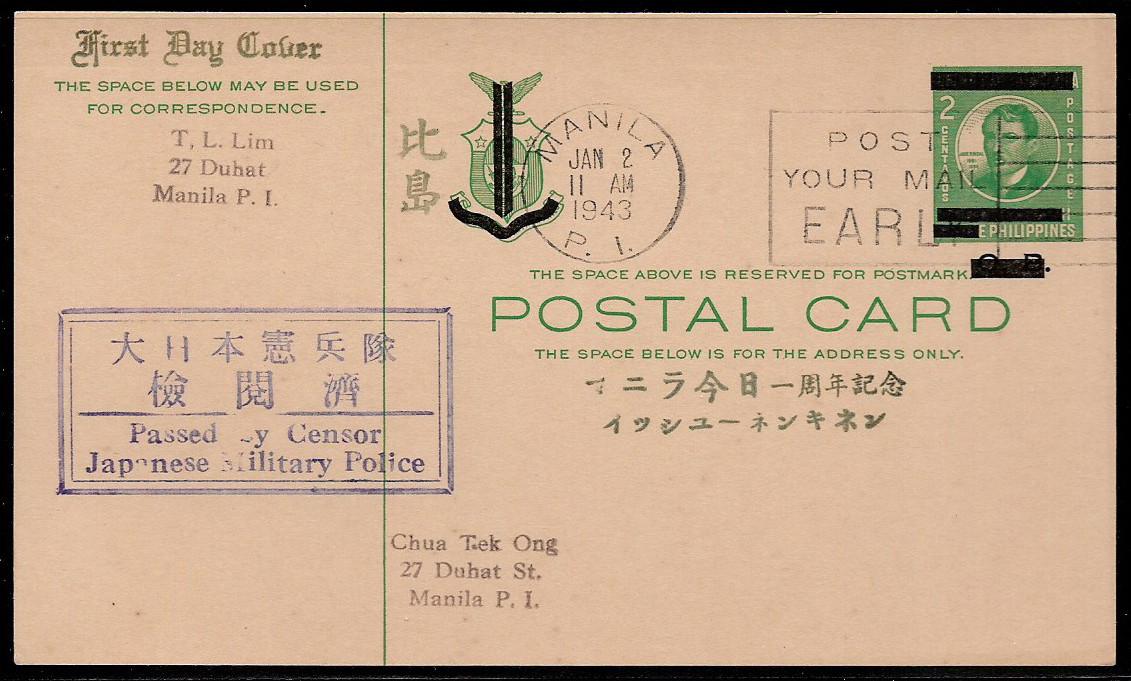 First Day Cover
THE SPACE BELOW MAY BE USED
FOR CORRESPONDENCE.
T. L. Lim
27 Duhat
Manila P. I.
比島
MANILA
JAN 2
11 AM
1943
P. I.
POST
YOUR MAIL
EARLY
2 CENTAVOS
POSTAGE
PHILIPPINES
THE SPACE ABOVE IS RESERVED FOR POSTMARK.
POSTAL CARD
THE SPACE BELOW IS FOR THE ADDRESS ONLY.
マニラ今日一周年記念
イッシユーネンキネン
大日本憲兵隊
檢閱濟
Passed By Censor
Japanese Military Police
Chua Tek Ong
27 Duhat St.
Manila P. I.